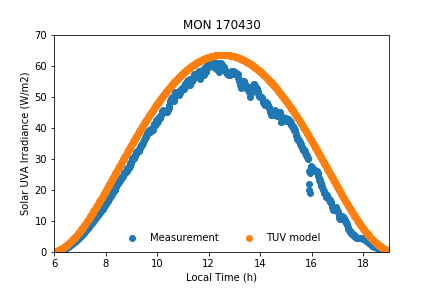 MON 170430
Solar UVA Irradiance (W/m2)
70
60
50
40
30
20
10
0
Measurement TUV model
6 8 10 12 14 16 18
Local Time (h)